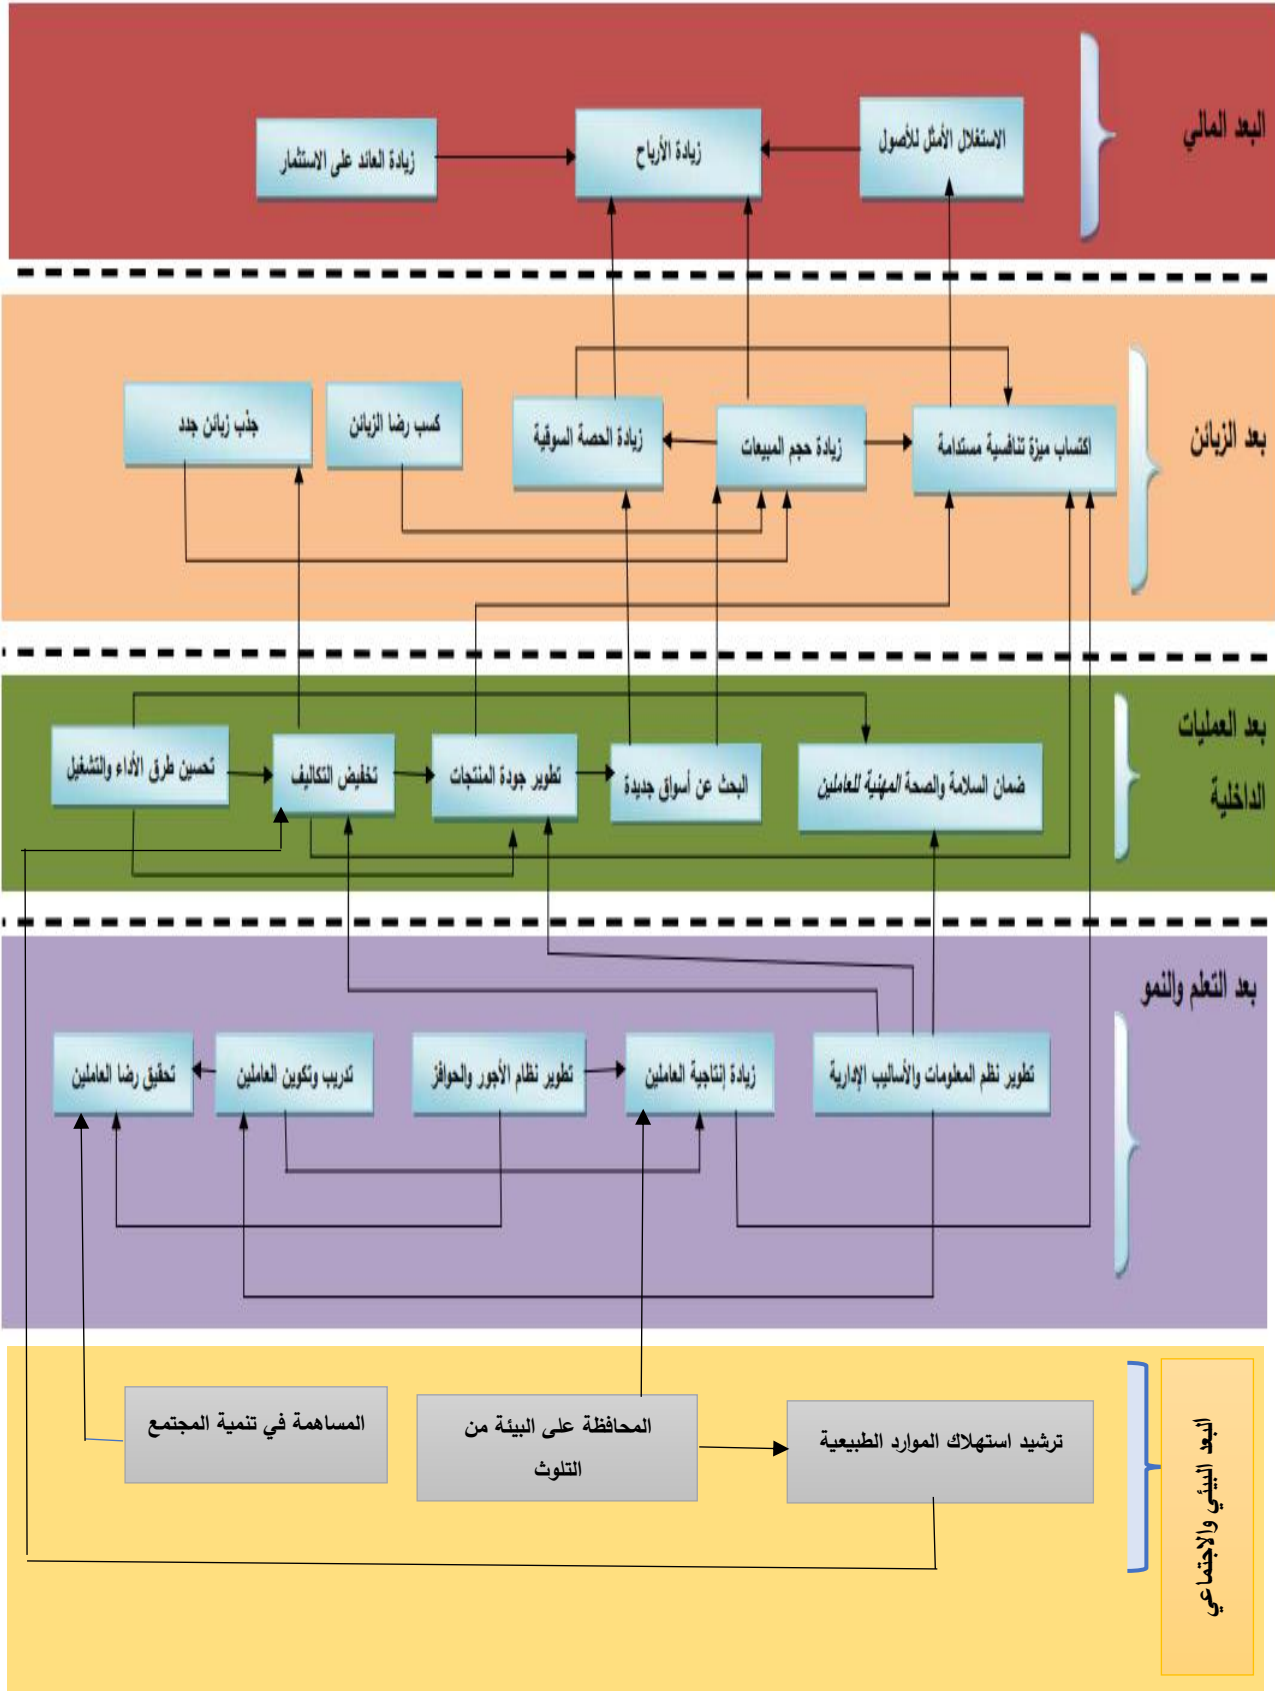 البعد المالي
الاستغلال الأمثل للأصول
زيادة الأرباح
زيادة العائد على الاستثمار
بعد الزبائن
اكتساب ميزة تنافسية مستدامة
زيادة حجم المبيعات
زيادة الحصة السوقية
كسب رضا الزبائن
جذب زبائن جدد
بعد العمليات
الداخلية
ضمان السلامة والصحة المهنية للعاملين
البحث عن أسواق جديدة
تطوير جودة المنتجات
تخفيض التكاليف
تحسين طرق الأداء والتشغيل
بعد التعلم والنمو
تطوير نظم المعلومات والأساليب الإدارية
زيادة إنتاجية العاملين
تطوير نظام الأجور والحوافز
تدريب وتكوين العاملين
تحقيق رضا العاملين
البعد البيئي والاجتماعي
ترشيد استهلاك الموارد الطبيعية
المحافظة على البيئة من
التلوث
المساهمة في تنمية المجتمع